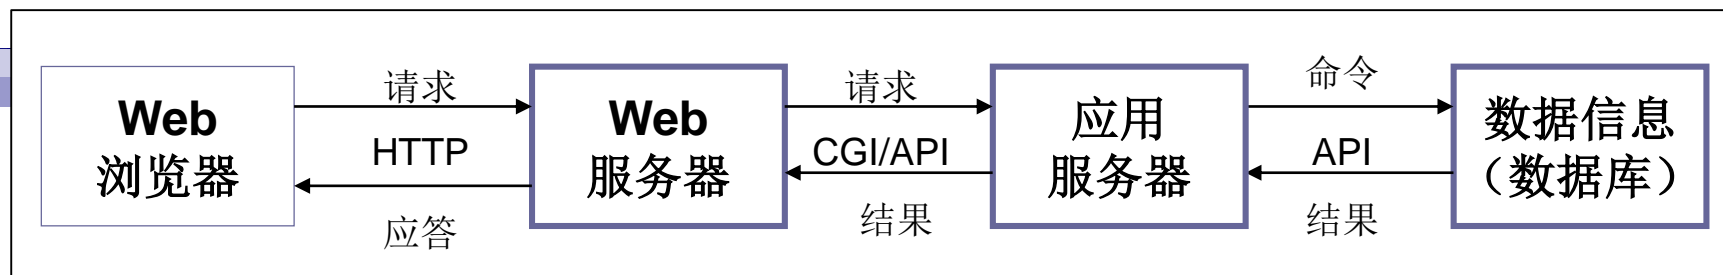 Web
浏览器
请求
HTTP
应答
Web
服务器
请求
CGI/API
结果
应用
服务器
命令
API
结果
数据信息
（数据库）